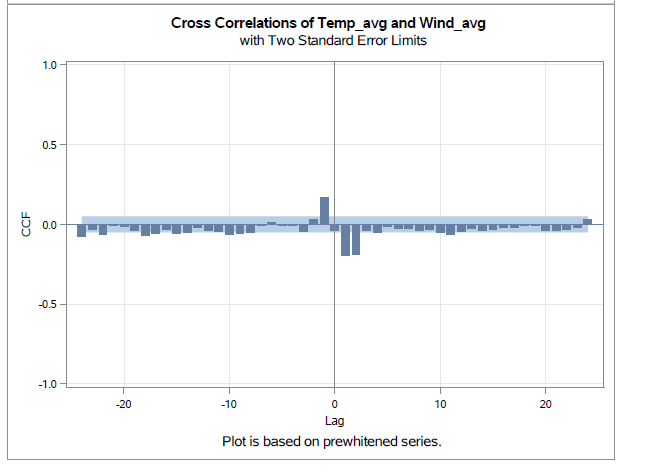 Cross Correlations of Temp_avg and Wind_avg
with Two Standard Error Limits
1.0
0.5
0.0
-0.5
-1.0
CCF
-20
-10
0
10
20
Lag
Plot is based on prewhitened series.